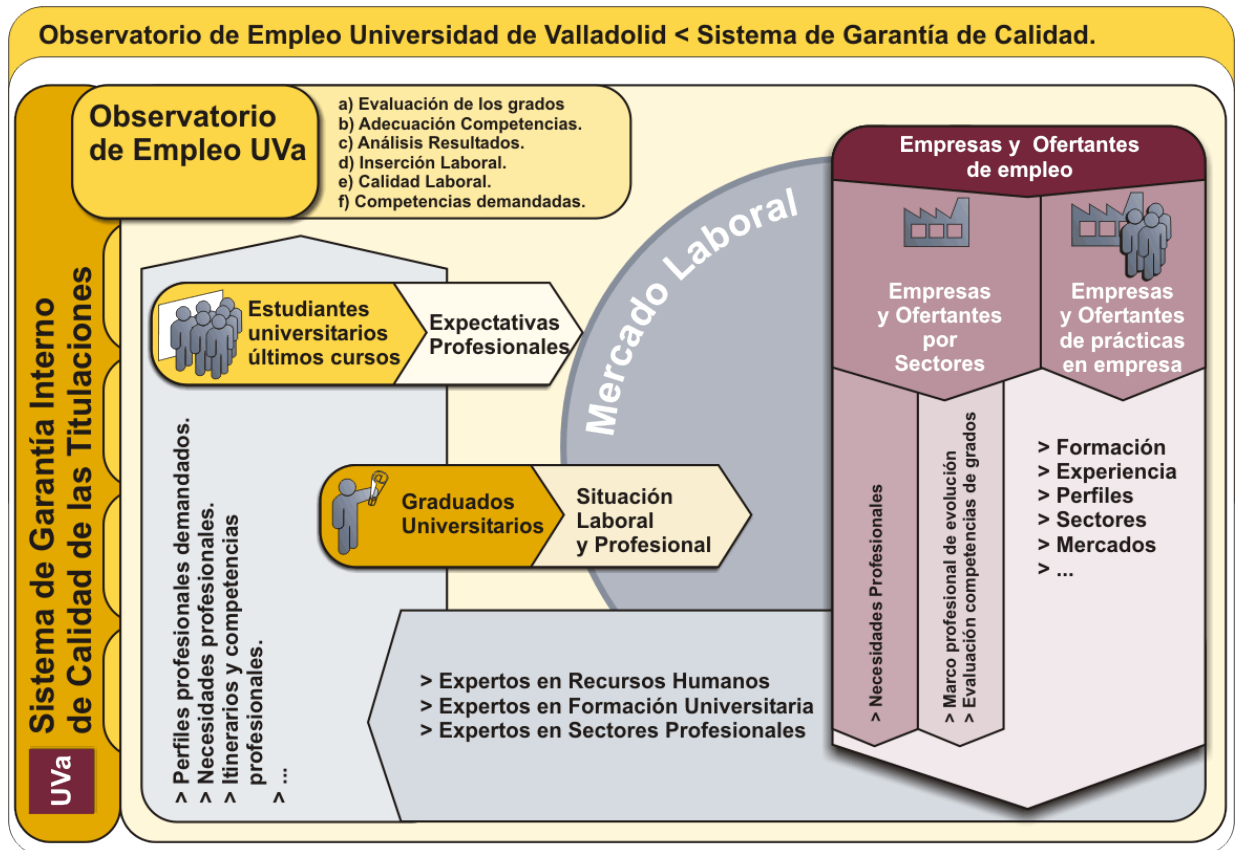 Observatorio de Empleo Universidad de Valladolid < Sistema de Garantía de Calidad.
Sistema de Garantía Interno
de Calidad de las Titulaciones
UVa
Observatorio
de Empleo UVa
a) Evaluación de los grados
b) Adecuación Competencias.
c) Análisis Resultados.
d) Inserción Laboral.
e) Calidad Laboral.
f) Competencias demandadas.
Estudiantes
universitarios
últimos cursos
Expectativas
Profesionales
Graduados
Universitarios
Situación
Laboral
y Profesional
> Perfiles profesionales demandados.
> Necesidades profesionales.
> Itinerarios y competencias
profesionales.
> ...
Mercado Laboral
> Expertos en Recursos Humanos
> Expertos en Formación Universitaria
> Expertos en Sectores Profesionales
Empresas y Ofertantes
de empleo
Empresas
y Ofertantes
por
Sectores
Empresas
y Ofertantes
de prácticas
en empresa
> Necesidades Profesionales
> Marco profesional de evolución
> Evaluación competencias de grados
> Formación
> Experiencia
> Perfiles
> Sectores
> Mercados
> ...